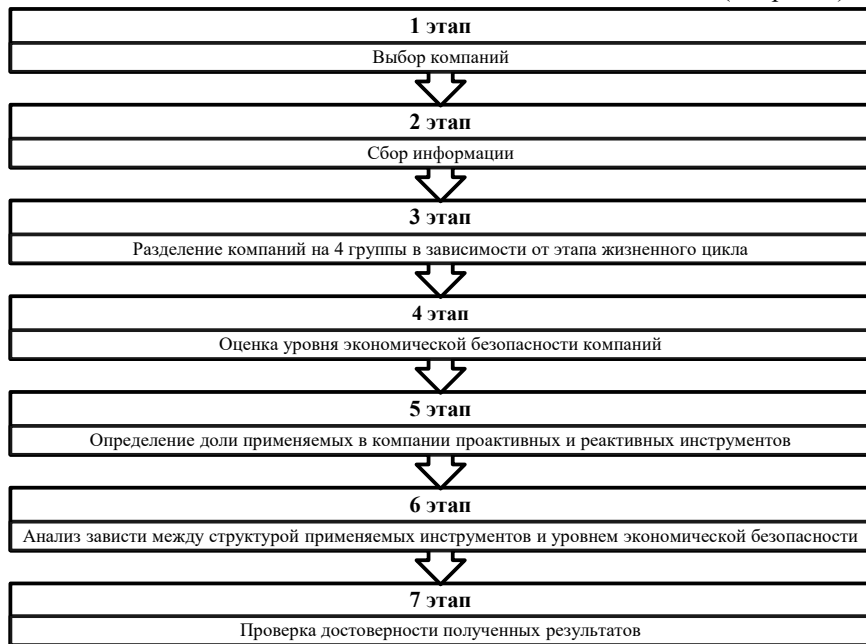 1 этап
Выбор компаний
2 этап
Сбор информации
3 этап
Разделение компаний на 4 группы в зависимости от этапа жизненного цикла
4 этап
Оценка уровня экономической безопасности компаний
5 этап
Определение доли применяемых в компании проактивных и реактивных инструментов
6 этап
Анализ зависти между структурой применяемых инструментов и уровнем экономической безопасности
7 этап
Проверка достоверности полученных результатов